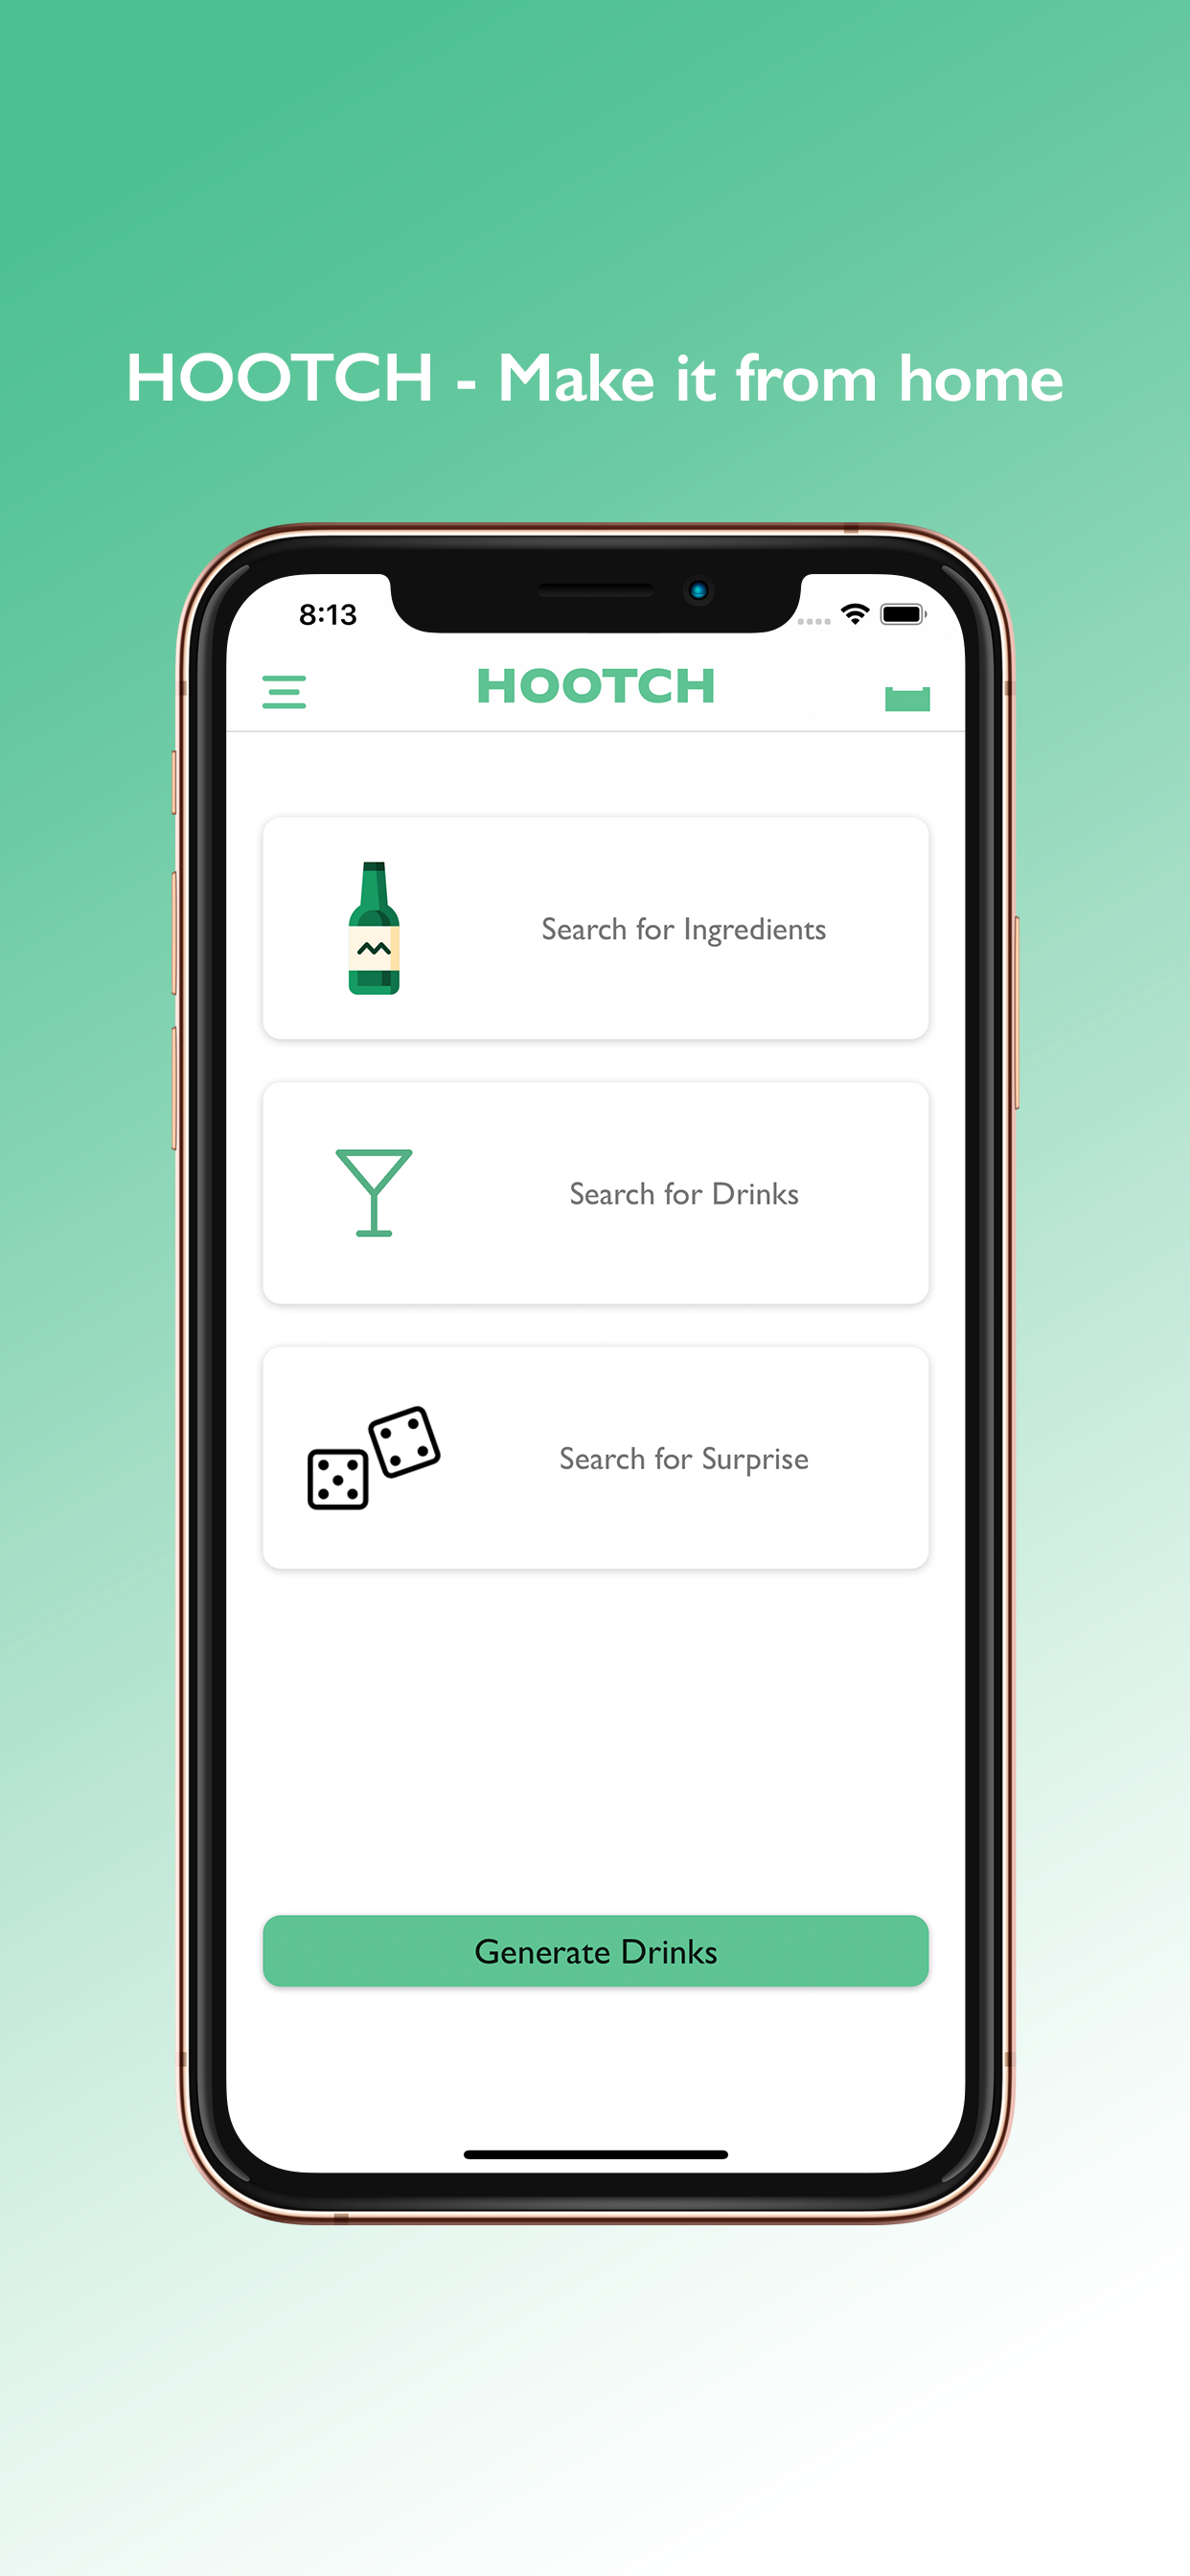 HOOTCH - Make it from home
8:13
HOOTCH
Search for Ingredients
Search for Drinks
Search for Surprise
Generate Drinks